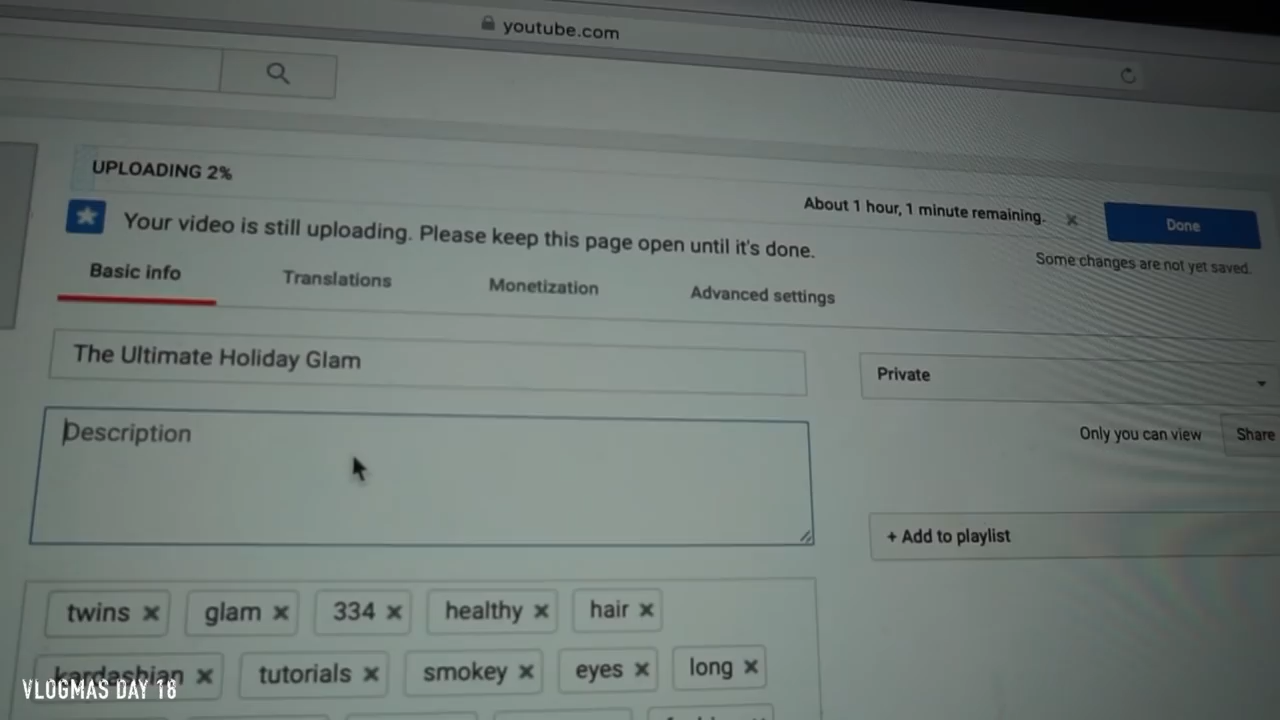 youtube.com
UPLOADING 2%
About 1 hour, 1 minute remaining.
Done
Your video is still uploading. Please keep this page open until it's done.
Some changes are not yet saved.
Basic info Translations Monetization Advanced settings
The Ultimate Holiday Glam
Private
Description
Only you can view Share
+ Add to playlist
twins glam 334 healthy hair
kardashian tutorials smokey eyes long
VLOGMAS DAY 18